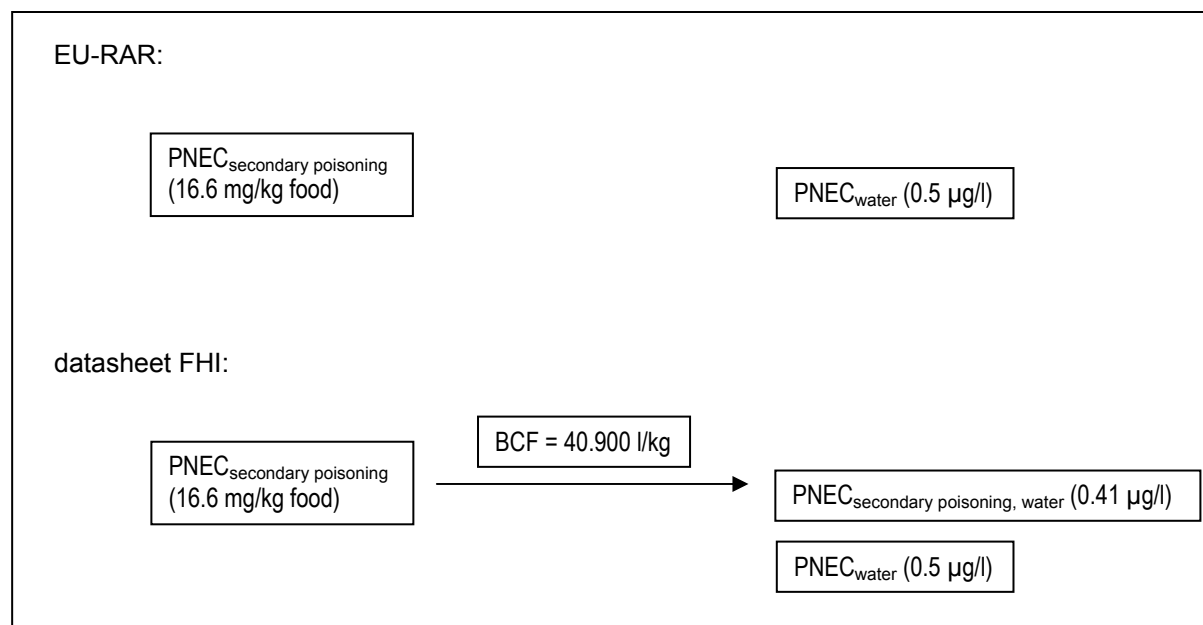 EU-RAR:
PNECsecondary poisoning
(16.6 mg/kg food)
PNECwater (0.5 µg/l)
datasheet FHI:
PNECsecondary poisoning
(16.6 mg/kg food)
BCF = 40.900 l/kg
PNECsecondary poisoning, water (0.41 µg/l)
PNECwater (0.5 µg/l)